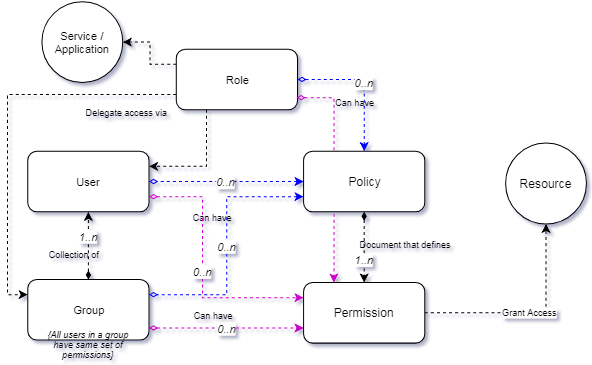 Service /
Application
Role
0..n
Can have
Delegate access via
User
0..n
Policy
Resource
Can have
1..n
0..n
Document that defines
Collection of
1..n
0..n
Group
Permission
Can have
Grant Access
0..n
{All users in a group
have same set of
permissions}